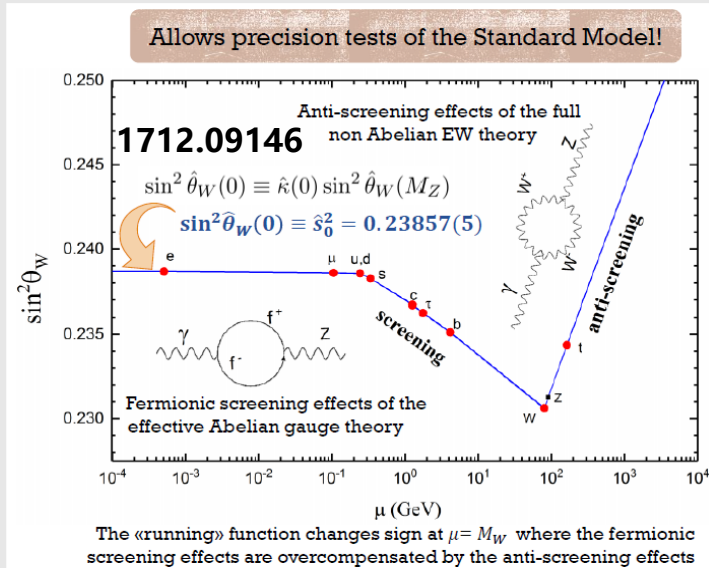 Allows precision tests of the Standard Model!
0.250
0.245
0.240
0.235
0.230
sin²θ_W
Anti-screening effects of the full
non Abelian EW theory
1712.09146
sin² θ̂_W(0) ≡ κ̂(0) sin² θ̂_W(M_Z)
sin²θ̂_W(0) ≡ ŝ₀² = 0.23857(5)
e
μ
u,d
s
c
τ
b
W
Z
t
screening
anti-screening
γ
f⁺
f⁻
Z
Z
W⁺
W⁻
γ
Fermionic screening effects of the
effective Abelian gauge theory
10⁻⁴
10⁻³
10⁻²
10⁻¹
10⁰
10¹
10²
10³
10⁴
μ (GeV)
The «running» function changes sign at μ= M_W where the fermionic
screening effects are overcompensated by the anti-screening effects